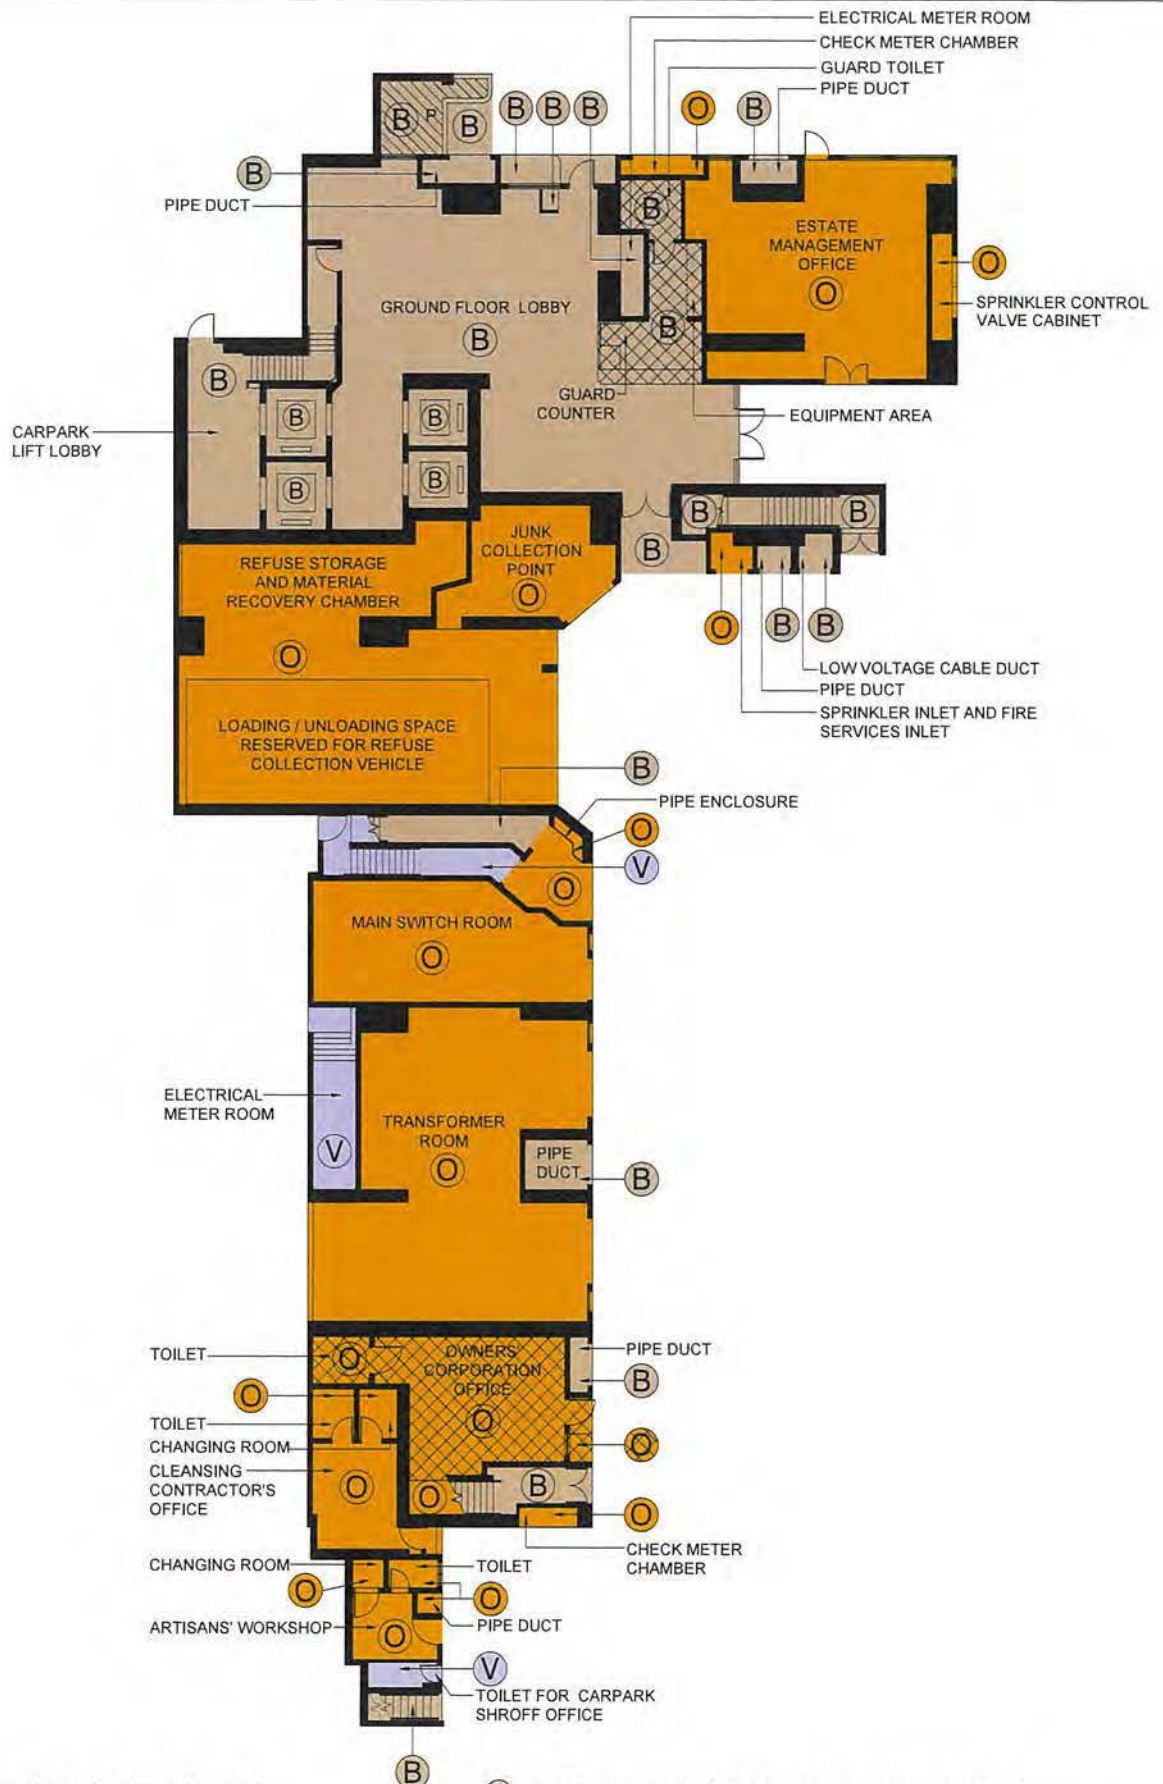 ELECTRICAL METER ROOM
CHECK METER CHAMBER
GUARD TOILET
PIPE DUCT
B
P
B
B
B
B
O
B
B
PIPE DUCT
B
ESTATE
MANAGEMENT
OFFICE
O
O
SPRINKLER CONTROL
VALVE CABINET
GROUND FLOOR LOBBY
B
B
B
GUARD
COUNTER
EQUIPMENT AREA
CARPARK
LIFT LOBBY
B
B
B
B
B
B
B
JUNK
COLLECTION
POINT
O
REFUSE STORAGE
AND MATERIAL
RECOVERY CHAMBER
O
O
B
B
LOW VOLTAGE CABLE DUCT
PIPE DUCT
SPRINKLER INLET AND FIRE
SERVICES INLET
LOADING / UNLOADING SPACE
RESERVED FOR REFUSE
COLLECTION VEHICLE
B
PIPE ENCLOSURE
O
V
O
MAIN SWITCH ROOM
O
ELECTRICAL
METER ROOM
V
TRANSFORMER
ROOM
O
PIPE
DUCT
B
TOILET
O
OWNERS'
CORPORATION
OFFICE
O
PIPE DUCT
B
O
TOILET
CHANGING ROOM
CLEANSING
CONTRACTOR'S
OFFICE
O
O
O
B
O
CHECK METER
CHAMBER
CHANGING ROOM
O
TOILET
O
PIPE DUCT
ARTISANS' WORKSHOP
O
V
TOILET FOR CARPARK
SHROFF OFFICE
B